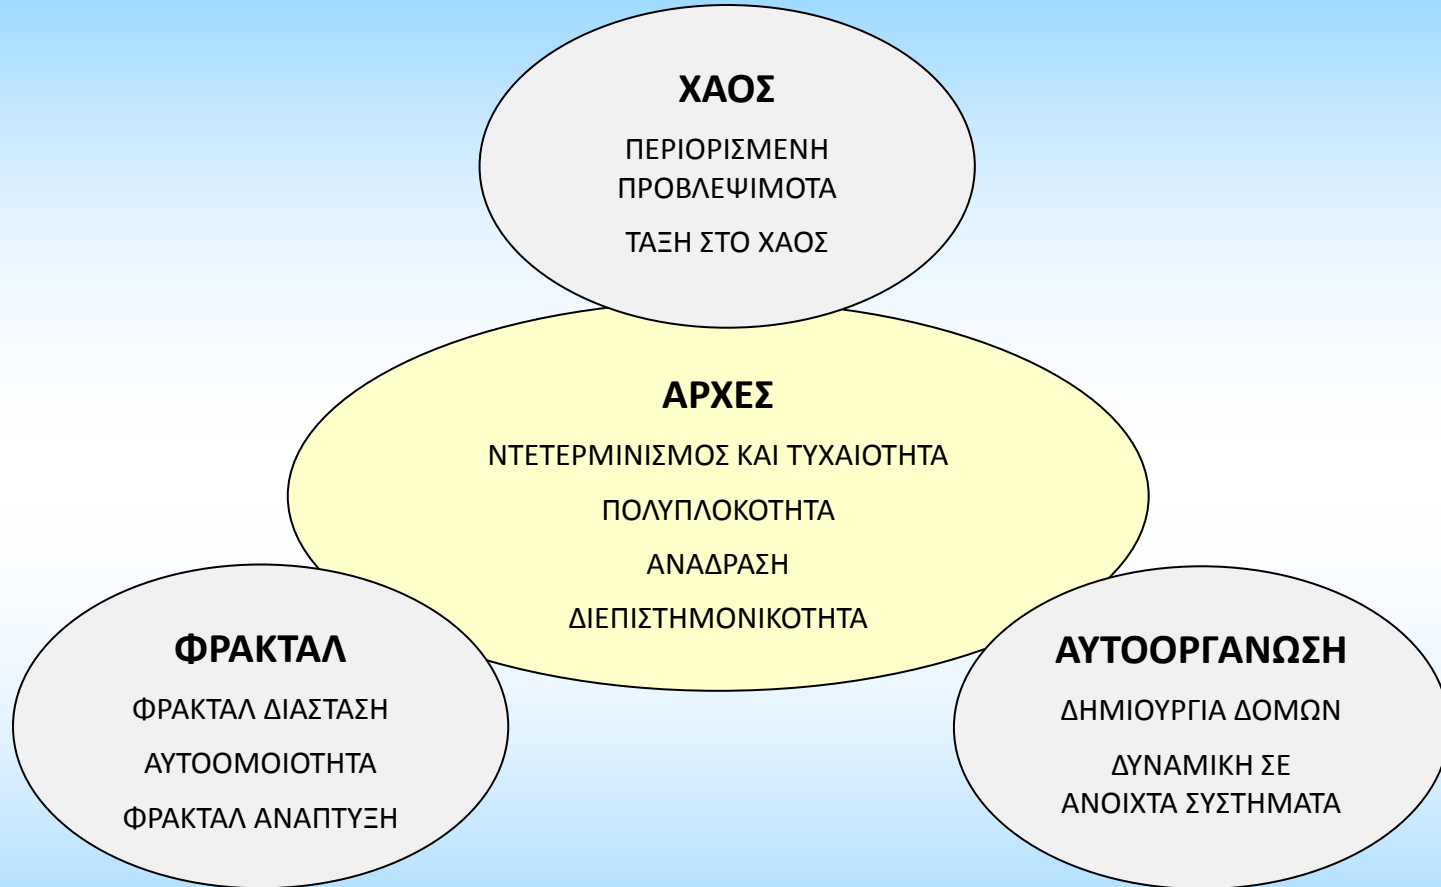 ΧΑΟΣ
ΠΕΡΙΟΡΙΣΜΕΝΗ
ΠΡΟΒΛΕΨΙΜΟΤΑ
ΤΑΞΗ ΣΤΟ ΧΑΟΣ
ΑΡΧΕΣ
ΝΤΕΤΕΡΜΙΝΙΣΜΟΣ ΚΑΙ ΤΥΧΑΙΟΤΗΤΑ
ΠΟΛΥΠΛΟΚΟΤΗΤΑ
ΑΝΑΔΡΑΣΗ
ΔΙΕΠΙΣΤΗΜΟΝΙΚΟΤΗΤΑ
ΦΡΑΚΤΑΛ
ΦΡΑΚΤΑΛ ΔΙΑΣΤΑΣΗ
ΑΥΤΟΟΜΟΙΟΤΗΤΑ
ΦΡΑΚΤΑΛ ΑΝΑΠΤΥΞΗ
ΑΥΤΟΟΡΓΑΝΩΣΗ
ΔΗΜΙΟΥΡΓΙΑ ΔΟΜΩΝ
ΔΥΝΑΜΙΚΗ ΣΕ
ΑΝΟΙΧΤΑ ΣΥΣΤΗΜΑΤΑ